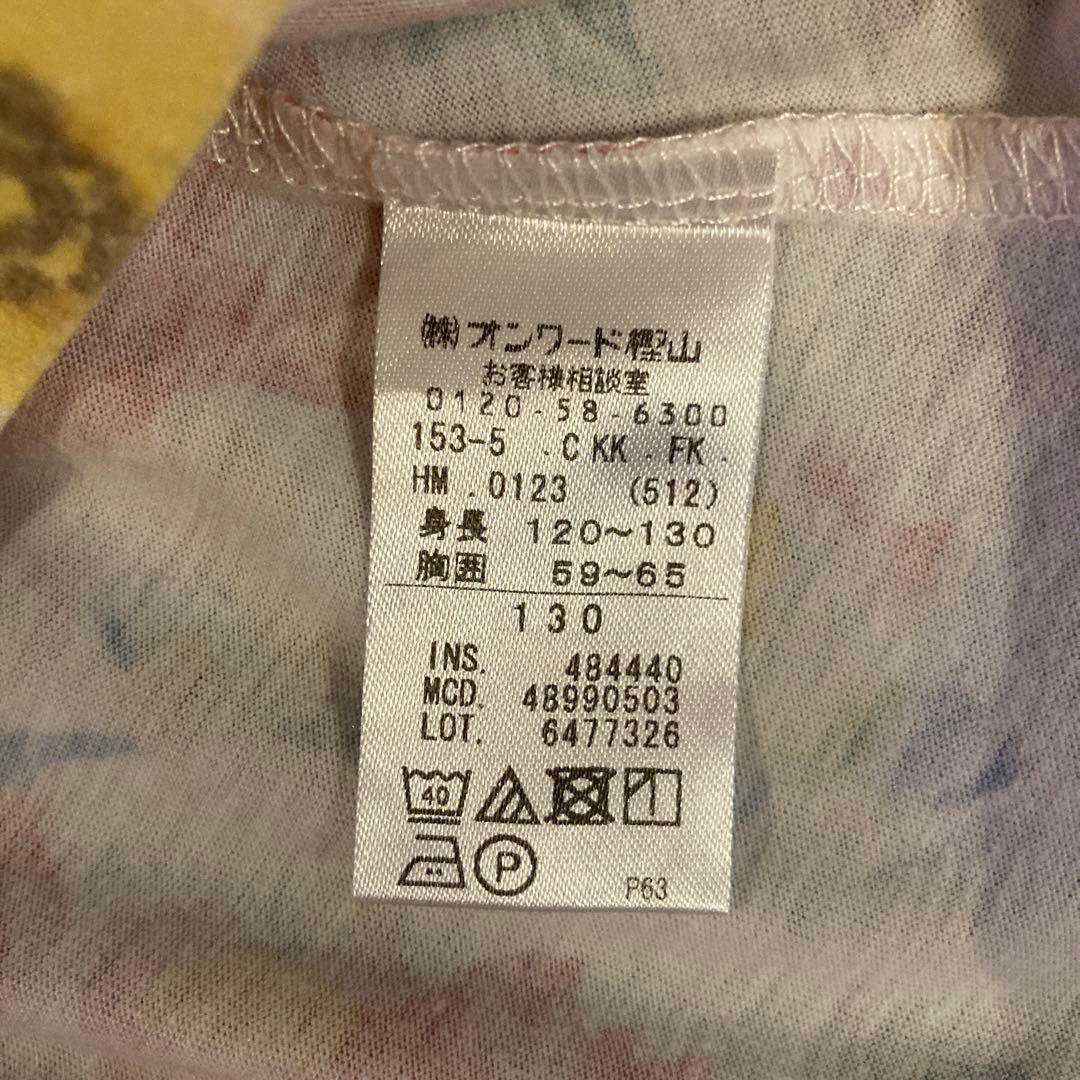 (株)オンワード樫山
お客様相談室
0120-58-6300
153-5 .C KK . FK .
HM .0123 (512)
身長 120~130
胸囲 59~65
130
INS. 484440
MCD. 48990503
LOT. 6477326
40
P
P63